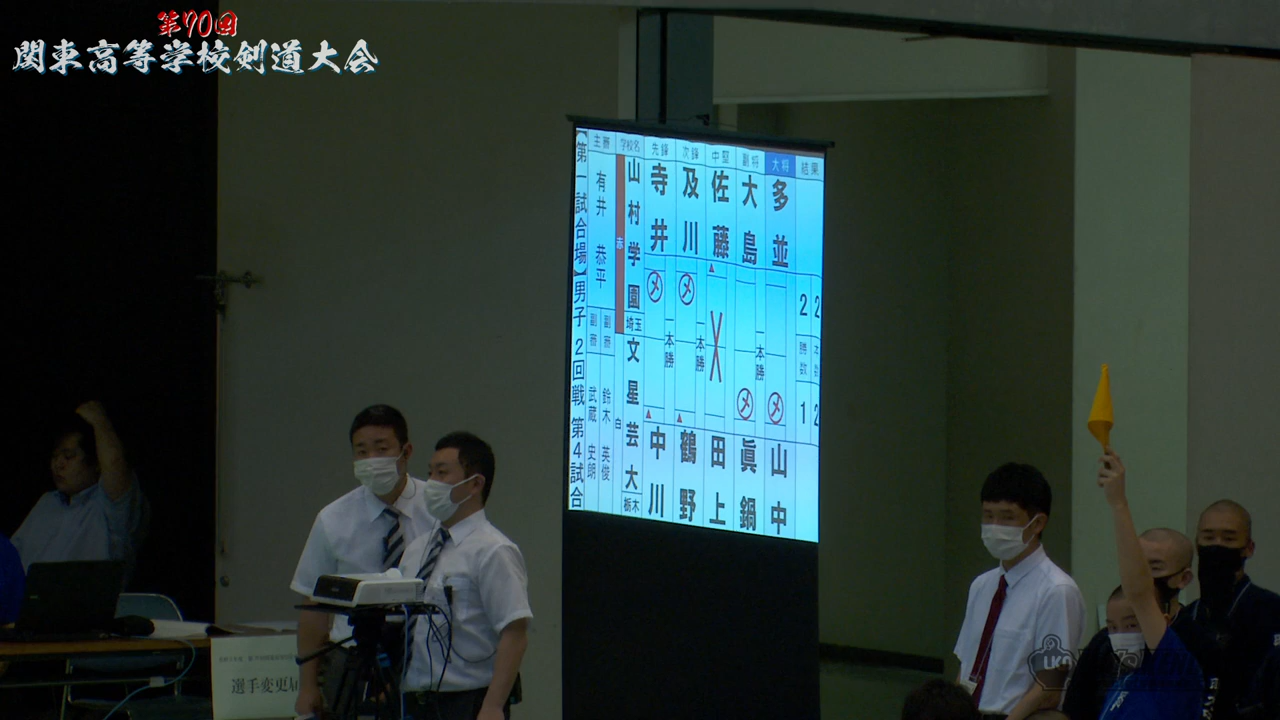 第70回
関東高等学校剣道大会
【第一試合場】男子 2回戦 第4試合
主審 有井 恭平
副審 鈴木 英俊
副審 武蔵 史朗
学校名 赤 山村学園 埼玉 白 文星芸大 栃木
先鋒 寺井 メ 一本勝 中川
次鋒 及川 メ 一本勝 鶴野
中堅 佐藤 田上
副将 大島 一本勝 メ 眞鍋
大将 多並 メ 山中
結果 2 2 勝数 本数 1 2
選手変更届